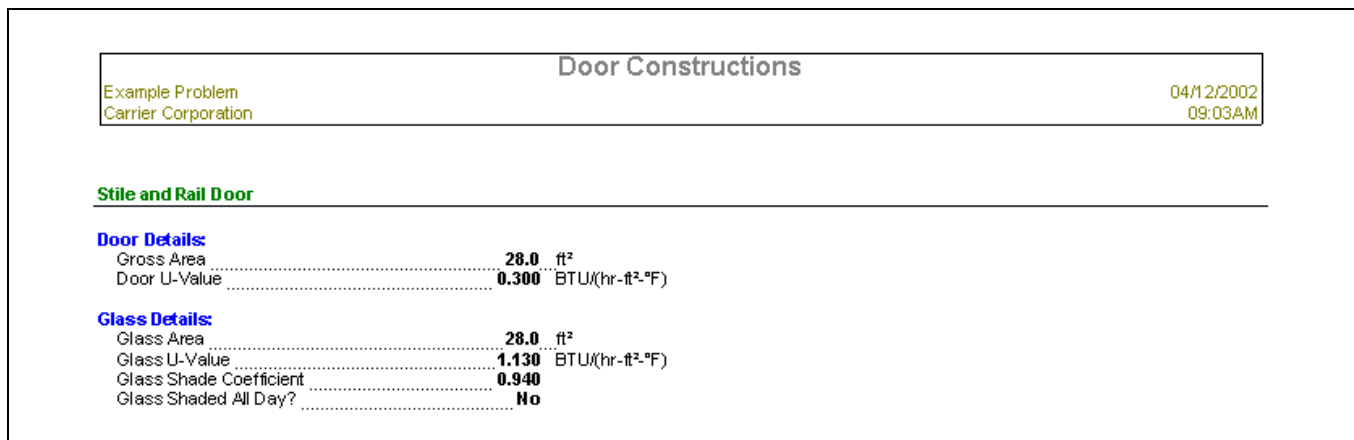 Door Constructions
Example Problem 04/12/2002
Carrier Corporation 09:03AM
Stile and Rail Door
Door Details:
Gross Area 28.0 ft²
Door U-Value 0.300 BTU/(hr-ft²-°F)
Glass Details:
Glass Area 28.0 ft²
Glass U-Value 1.130 BTU/(hr-ft²-°F)
Glass Shade Coefficient 0.940
Glass Shaded All Day? No